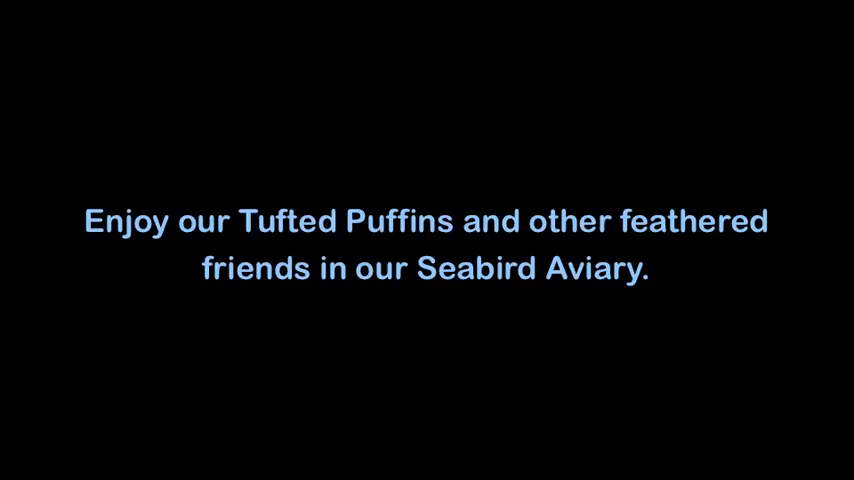 Enjoy our Tufted Puffins and other feathered
friends in our Seabird Aviary.